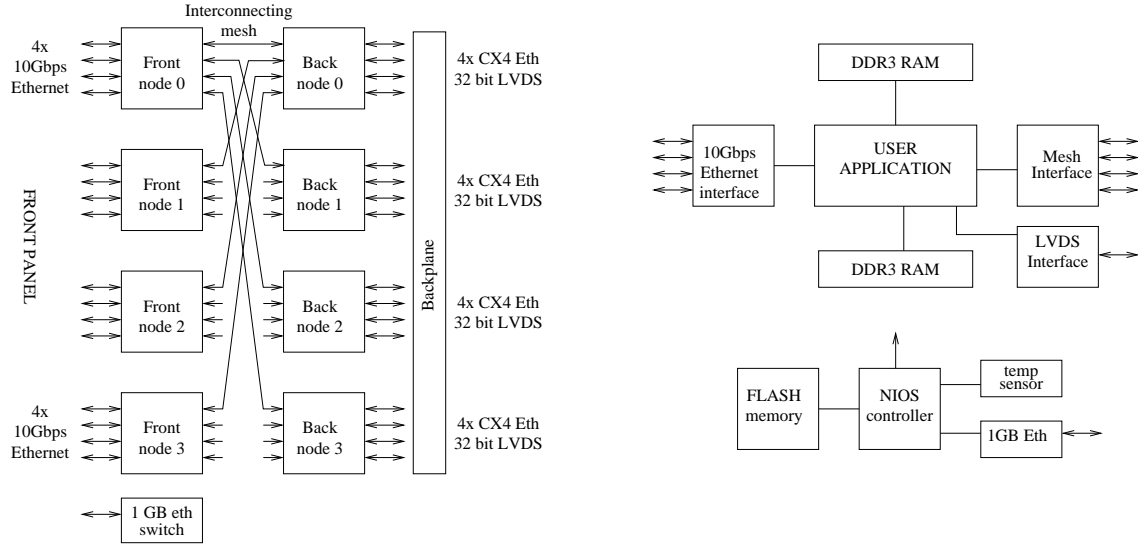 Interconnecting
mesh
4x
10Gbps
Ethernet
Front
node 0
Back
node 0
4x CX4 Eth
32 bit LVDS
Front
node 1
Back
node 1
4x CX4 Eth
32 bit LVDS
FRONT PANEL
Backplane
Front
node 2
Back
node 2
4x CX4 Eth
32 bit LVDS
4x
10Gbps
Ethernet
Front
node 3
Back
node 3
4x CX4 Eth
32 bit LVDS
1 GB eth
switch
DDR3 RAM
10Gbps
Ethernet
interface
USER
APPLICATION
Mesh
Interface
DDR3 RAM
LVDS
Interface
FLASH
memory
NIOS
controller
temp
sensor
1GB Eth